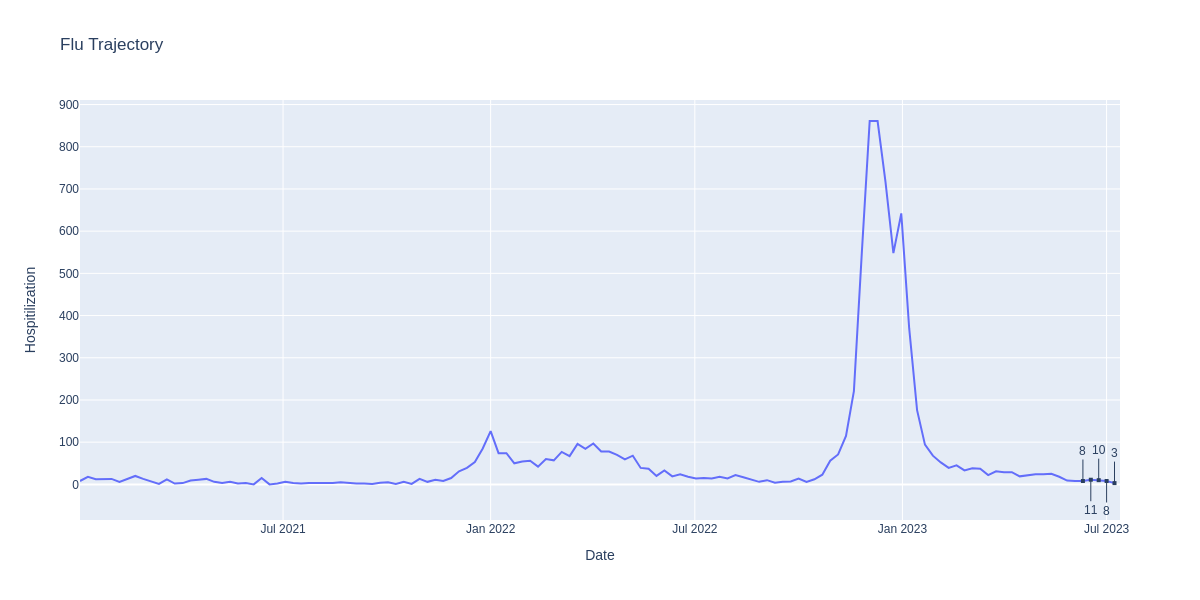 Flu Trajectory
Hospitilization
900
800
700
600
500
400
300
200
100
0
8
10
3
11
8
Jul 2021
Jan 2022
Jul 2022
Jan 2023
Jul 2023
Date